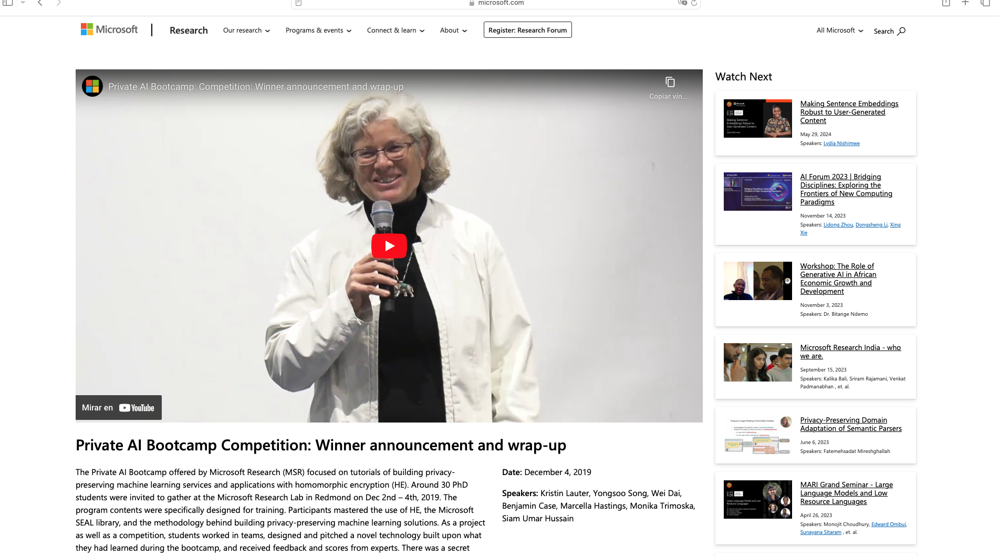 microsoft.com
Microsoft
Research
Our research
Programs & events
Connect & learn
About
Register: Research Forum
All Microsoft
Search
Private AI Bootcamp: Competition: Winner announcement and wrap-up
Copiar vín...
Mirar en YouTube
Private AI Bootcamp Competition: Winner announcement and wrap-up
The Private AI Bootcamp offered by Microsoft Research (MSR) focused on tutorials of building privacy-
preserving machine learning services and applications with homomorphic encryption (HE). Around 30 PhD
students were invited to gather at the Microsoft Research Lab in Redmond on Dec 2nd – 4th, 2019. The
program contents were specifically designed for training. Participants mastered the use of HE, the Microsoft
SEAL library, and the methodology behind building privacy-preserving machine learning solutions. As a project
as well as a competition, students worked in teams, designed and pitched a novel technology built upon what
they had learned during the bootcamp, and received feedback and scores from experts. There was a secret
Date: December 4, 2019
Speakers: Kristin Lauter, Yongsoo Song, Wei Dai,
Benjamin Case, Marcella Hastings, Monika Trimoska,
Siam Umar Hussain
Watch Next
Making Sentence Embeddings
Robust to User-Generated
Content
May 29, 2024
Speakers: Lydia Nishimwe
AI Forum 2023 | Bridging
Disciplines: Exploring the
Frontiers of New Computing
Paradigms
November 14, 2023
Speakers: Lidong Zhou, Dongsheng Li, Xing
Xie
Workshop: The Role of
Generative AI in African
Economic Growth and
Development
November 3, 2023
Speakers: Dr. Bitange Ndemo
Microsoft Research India - who
we are.
September 15, 2023
Speakers: Kalika Bali, Sriram Rajamani, Venkat
Padmanabhan , et. al.
Privacy-Preserving Domain
Adaptation of Semantic Parsers
June 6, 2023
Speakers: Fatemehsadat Mireshghallah
MARI Grand Seminar - Large
Language Models and Low
Resource Languages
April 26, 2023
Speakers: Monojit Choudhury, Edward Ombui,
Sunayana Sitaram , et. al.